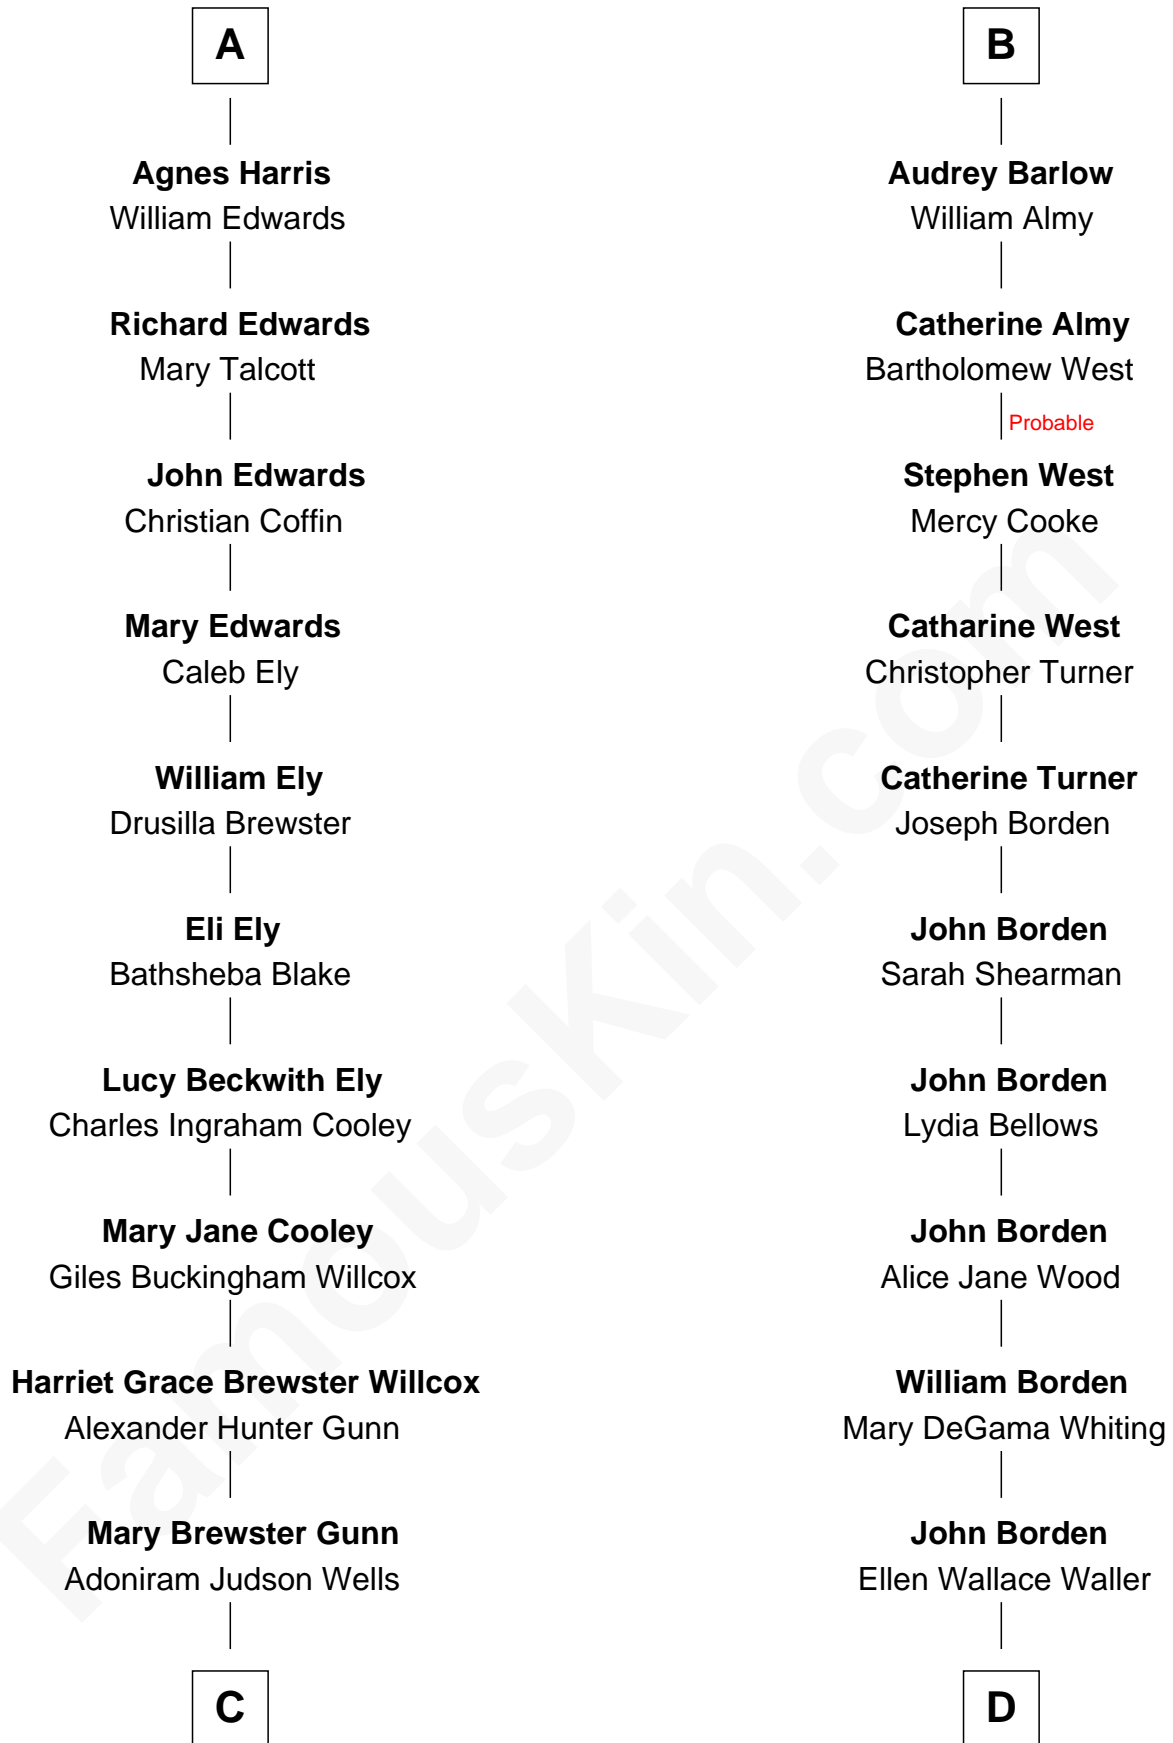 A
Agnes Harris
William Edwards
Richard Edwards
Mary Talcott
John Edwards
Christian Coffin
Mary Edwards
Caleb Ely
William Ely
Drusilla Brewster
Eli Ely
Bathsheba Blake
Lucy Beckwith Ely
Charles Ingraham Cooley
Mary Jane Cooley
Giles Buckingham Willcox
Harriet Grace Brewster Willcox
Alexander Hunter Gunn
Mary Brewster Gunn
Adoniram Judson Wells
C
B
Audrey Barlow
William Almy
Catherine Almy
Bartholomew West
Probable
Stephen West
Mercy Cooke
Catharine West
Christopher Turner
Catherine Turner
Joseph Borden
John Borden
Sarah Shearman
John Borden
Lydia Bellows
John Borden
Alice Jane Wood
William Borden
Mary DeGama Whiting
John Borden
Ellen Wallace Waller
D
FamousKin.com